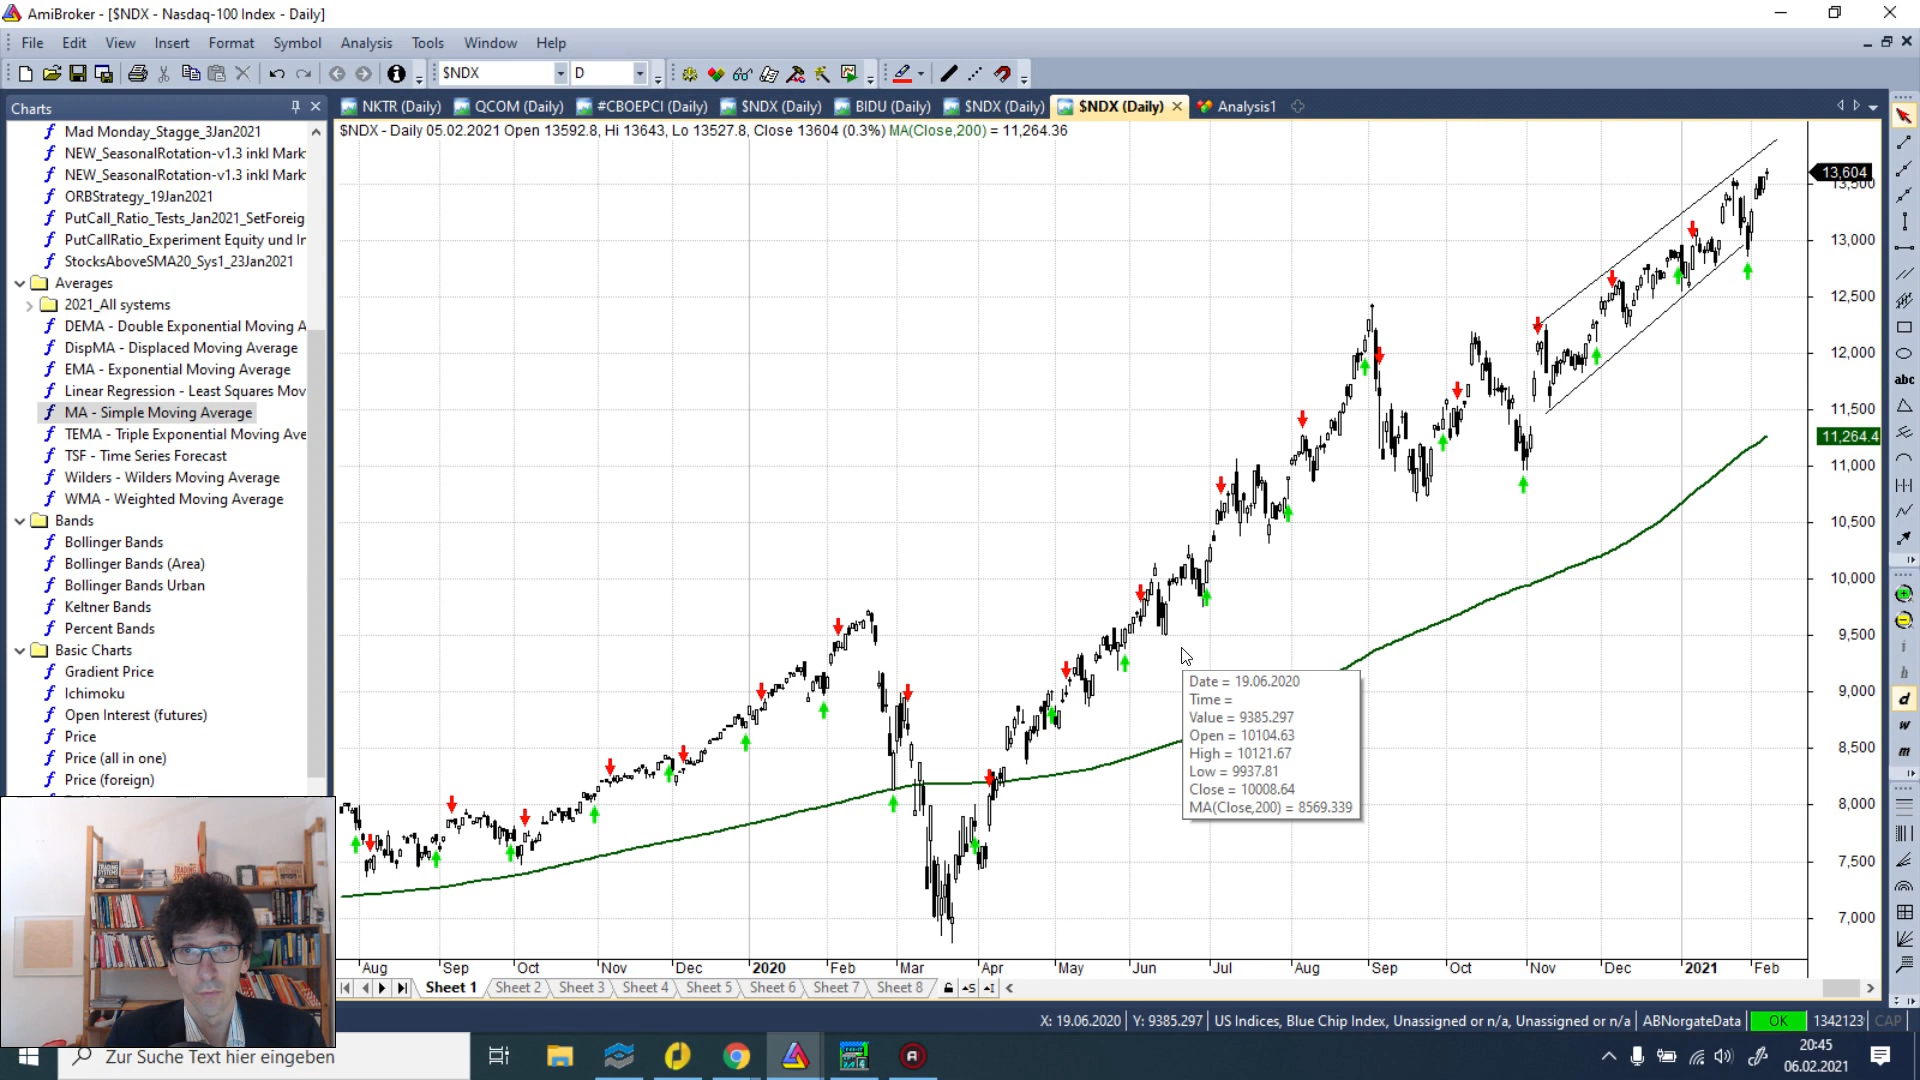 AmiBroker - [$NDX - Nasdaq-100 Index - Daily]
File Edit View Insert Format Symbol Analysis Tools Window Help
$NDX D
Charts
NKTR (Daily) QCOM (Daily) #CBOEPCI (Daily) $NDX (Daily) BIDU (Daily) $NDX (Daily) $NDX (Daily) Analysis1
$NDX - Daily 05.02.2021 Open 13592.8, Hi 13643, Lo 13527.8, Close 13604 (0.3%) MA(Close,200) = 11,264.36
Mad Monday_Stagge_3Jan2021
NEW_SeasonalRotation-v1.3 inkl Mark
NEW_SeasonalRotation-v1.3 inkl Mark
ORBStrategy_19Jan2021
PutCall_Ratio_Tests_Jan2021_SetForeig
PutCallRatio_Experiment Equity und Ir
StocksAboveSMA20_Sys1_23Jan2021
Averages
2021_All systems
DEMA - Double Exponential Moving A
DispMA - Displaced Moving Average
EMA - Exponential Moving Average
Linear Regression - Least Squares Mov
MA - Simple Moving Average
TEMA - Triple Exponential Moving Ave
TSF - Time Series Forecast
Wilders - Wilders Moving Average
WMA - Weighted Moving Average
Bands
Bollinger Bands
Bollinger Bands (Area)
Bollinger Bands Urban
Keltner Bands
Percent Bands
Basic Charts
Gradient Price
Ichimoku
Open Interest (futures)
Price
Price (all in one)
Price (foreign)
13,604
13,500
13,000
12,500
12,000
11,500
11,264.4
11,000
10,500
10,000
9,500
9,000
8,500
8,000
7,500
7,000
Date = 19.06.2020
Time =
Value = 9385.297
Open = 10104.63
High = 10121.67
Low = 9937.81
Close = 10008.64
MA(Close,200) = 8569.339
abc
i
h
d
w
m
Aug Sep Oct Nov Dec 2020 Feb Mar Apr May Jun Jul Aug Sep Oct Nov Dec 2021 Feb
Sheet 1 Sheet 2 Sheet 3 Sheet 4 Sheet 5 Sheet 6 Sheet 7 Sheet 8
X: 19.06.2020 Y: 9385.297 US Indices, Blue Chip Index, Unassigned or n/a, Unassigned or n/a ABNorgateData OK 1342123 CAP
Zur Suche Text hier eingeben
20:45
06.02.2021